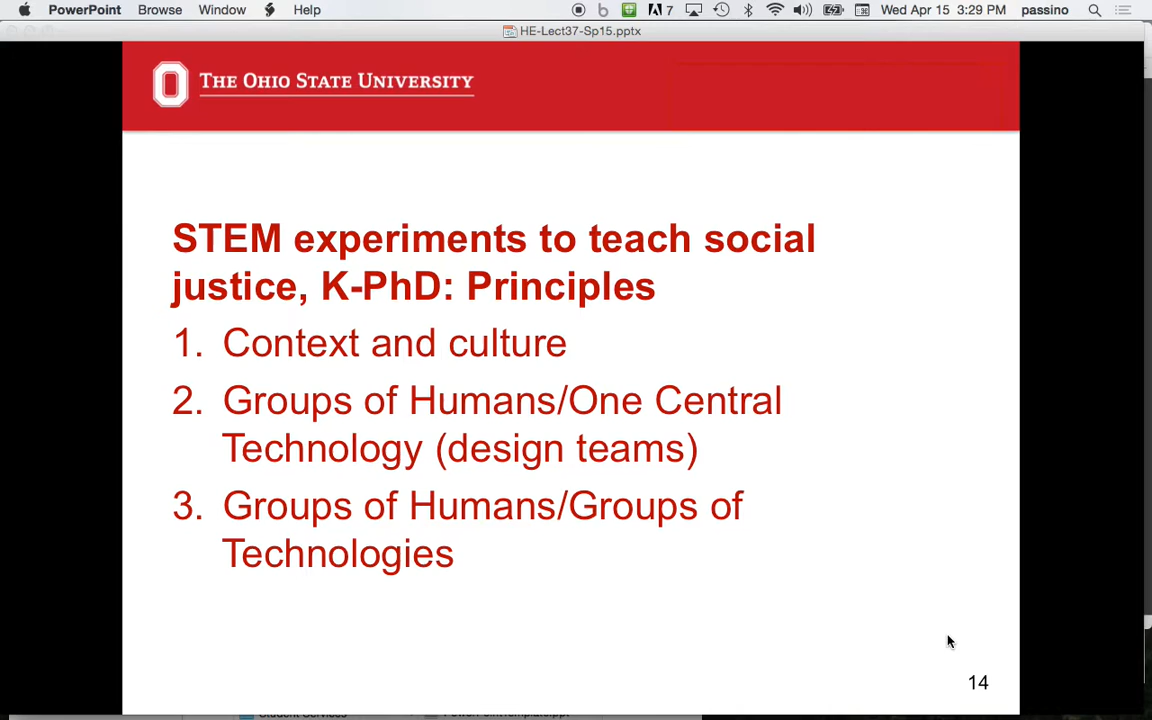 PowerPoint Browse Window Help 7 Wed Apr 15 3:29 PM passino
HE-Lect37-Sp15.pptx
THE OHIO STATE UNIVERSITY
STEM experiments to teach social
justice, K-PhD: Principles
1. Context and culture
2. Groups of Humans/One Central
Technology (design teams)
3. Groups of Humans/Groups of
Technologies
14